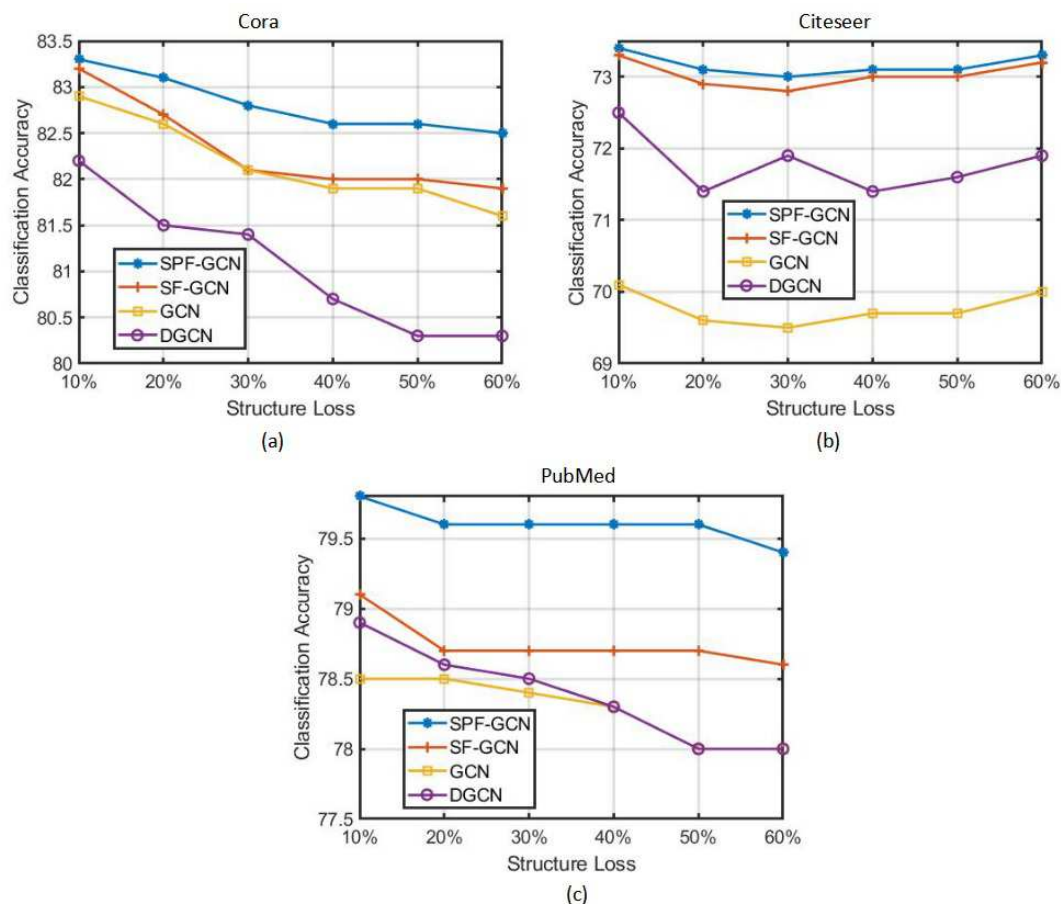 Cora
83.5
83
82.5
82
81.5
81
80.5
80
Classification Accuracy
SPF-GCN
SF-GCN
GCN
DGCN
10% 20% 30% 40% 50% 60%
Structure Loss
(a)
Citeseer
73
72
71
70
69
Classification Accuracy
SPF-GCN
SF-GCN
GCN
DGCN
10% 20% 30% 40% 50% 60%
Structure Loss
(b)
PubMed
79.5
79
78.5
78
77.5
Classification Accuracy
SPF-GCN
SF-GCN
GCN
DGCN
10% 20% 30% 40% 50% 60%
Structure Loss
(c)